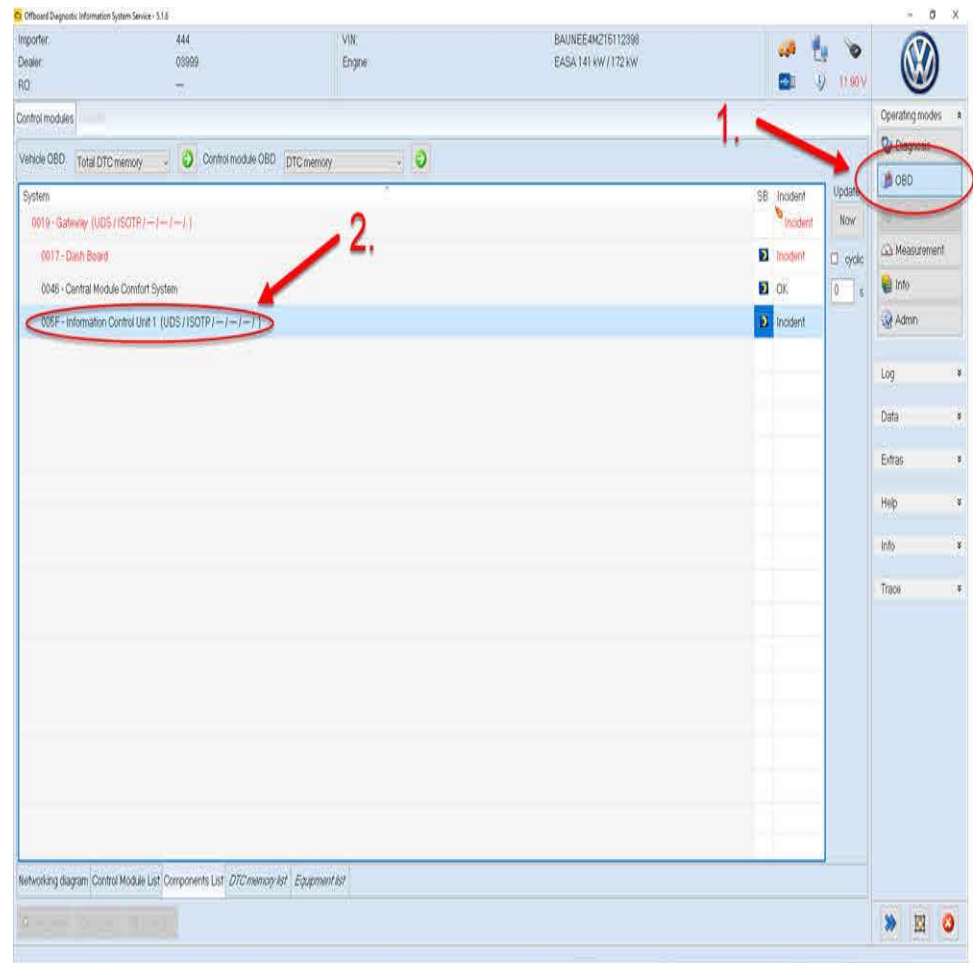 Offboard Diagnostic Information System Service - 5.1.6
Importer: 444 VIN: BAUNEE4MZ15112398
Dealer: 03999 Engine: EASA 141 kW / 172 kW
RO: — 11.90 V
Control modules
Operating modes
1.
Diagnosis
Vehicle OBD: Total DTC memory Control module OBD: DTC memory
OBD
System SB Incident Update
0019 - Gateway (UDS / ISOTP / — / — / — / ) Incident Now
2.
0017 - Dash Board Incident cyclic Measurement
0046 - Central Module Comfort System OK 0 s Info
005F - Information Control Unit 1 (UDS / ISOTP / — / — / — / ) Incident Admin
Log
Data
Extras
Help
Info
Trace
Networking diagram Control Module List Components List DTC memory list Equipment list